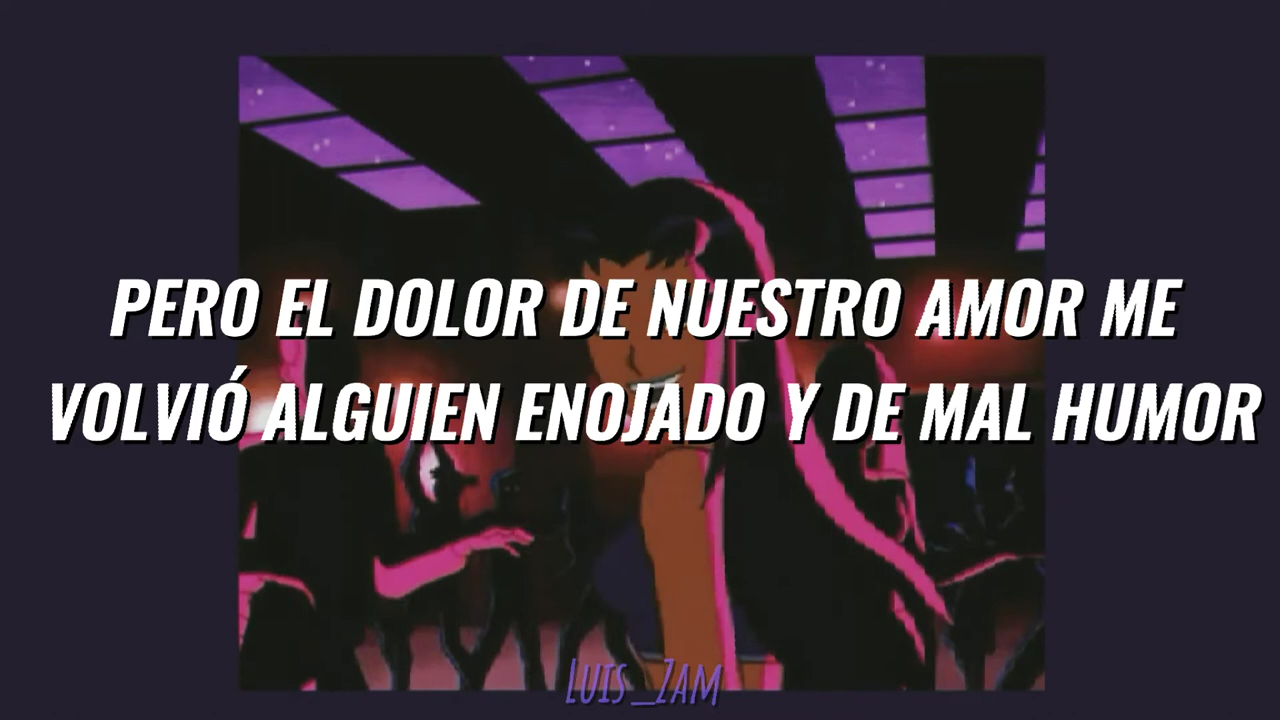 PERO EL DOLOR DE NUESTRO AMOR ME
VOLVIÓ ALGUIEN ENOJADO Y DE MAL HUMOR
LUIS_ZAM